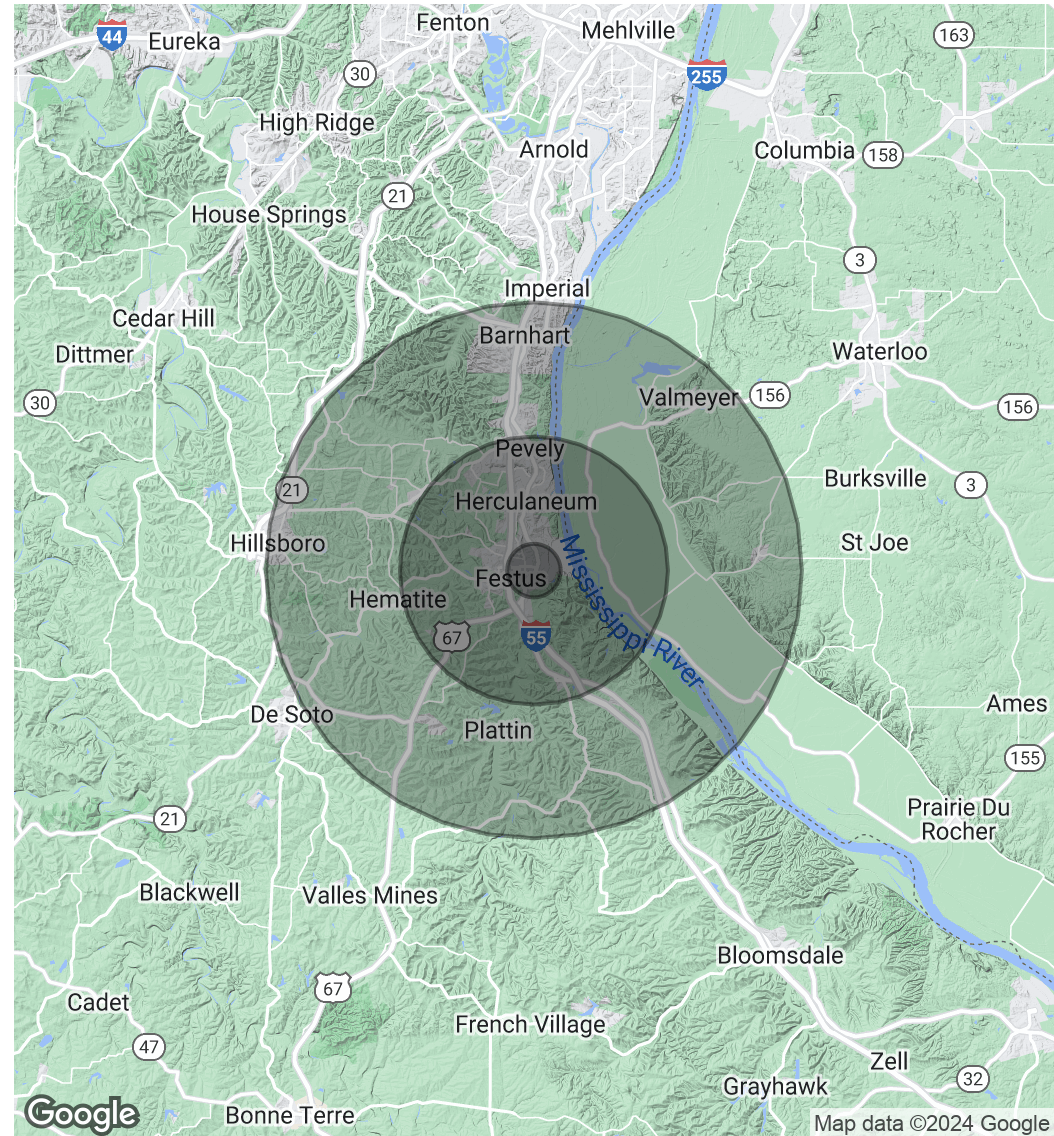 Fenton
Mehlville
163
44
Eureka
30
255
High Ridge
Arnold
Columbia
158
21
House Springs
3
Imperial
Cedar Hill
Barnhart
Dittmer
Waterloo
30
Valmeyer
156
156
Pevely
Burksville
3
21
Herculaneum
Hillsboro
St Joe
Festus
Mississippi River
Hematite
67
55
De Soto
Ames
Plattin
155
21
Prairie Du
Rocher
Blackwell
Valles Mines
Bloomsdale
67
Cadet
French Village
47
Zell
32
Grayhawk
Google
Bonne Terre
Map data ©2024 Google